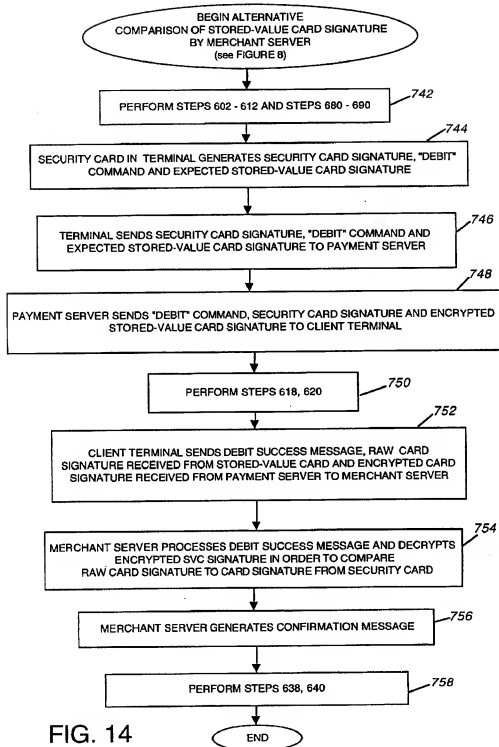 BEGIN ALTERNATIVE
COMPARISON OF STORED-VALUE CARD SIGNATURE
BY MERCHANT SERVER
(see FIGURE 8)
742
PERFORM STEPS 602 - 612 AND STEPS 680 - 690
744
SECURITY CARD IN TERMINAL GENERATES SECURITY CARD SIGNATURE, "DEBIT"
COMMAND AND EXPECTED STORED-VALUE CARD SIGNATURE
746
TERMINAL SENDS SECURITY CARD SIGNATURE, "DEBIT" COMMAND AND
EXPECTED STORED-VALUE CARD SIGNATURE TO PAYMENT SERVER
748
PAYMENT SERVER SENDS "DEBIT" COMMAND, SECURITY CARD SIGNATURE AND ENCRYPTED
STORED-VALUE CARD SIGNATURE TO CLIENT TERMINAL
750
PERFORM STEPS 618, 620
752
CLIENT TERMINAL SENDS DEBIT SUCCESS MESSAGE, RAW CARD
SIGNATURE RECEIVED FROM STORED-VALUE CARD AND ENCRYPTED CARD
SIGNATURE RECEIVED FROM PAYMENT SERVER TO MERCHANT SERVER
754
MERCHANT SERVER PROCESSES DEBIT SUCCESS MESSAGE AND DECRYPTS
ENCRYPTED SVC SIGNATURE IN ORDER TO COMPARE
RAW CARD SIGNATURE TO CARD SIGNATURE FROM SECURITY CARD
756
MERCHANT SERVER GENERATES CONFIRMATION MESSAGE
758
PERFORM STEPS 638, 640
FIG. 14
END